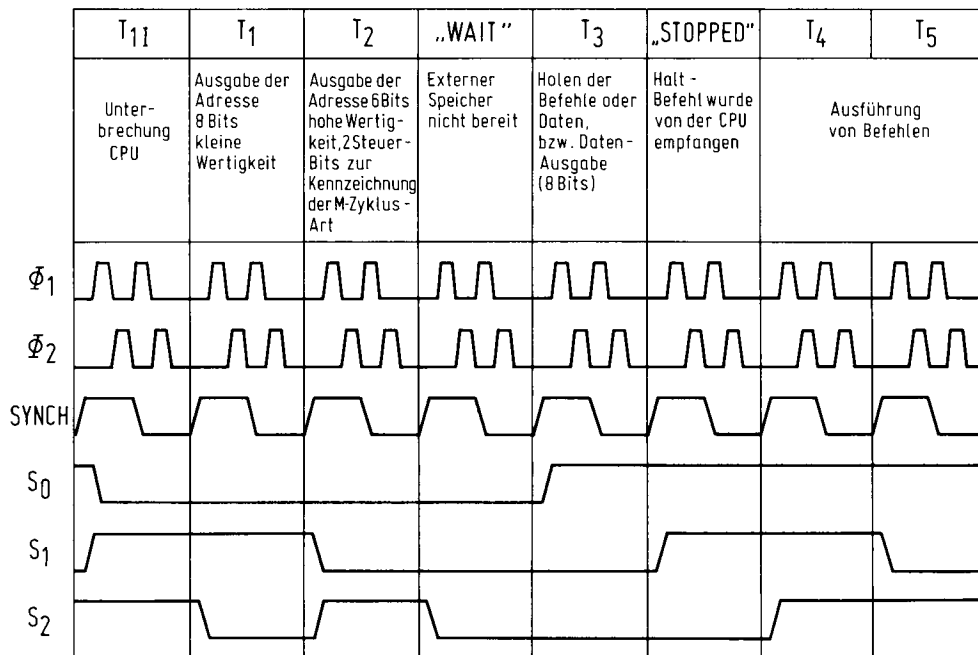 T1I T1 T2 „WAIT" T3 „STOPPED" T4 T5
Unter-
brechung
CPU
Ausgabe der
Adresse
8 Bits
kleine
Wertigkeit
Ausgabe der
Adresse 6Bits
hohe Wertig-
keit, 2 Steuer-
Bits zur
Kennzeichnung
der M-Zyklus-
Art
Externer
Speicher
nicht bereit
Holen der
Befehle oder
Daten,
bzw. Daten-
Ausgabe
(8 Bits)
Halt-
Befehl wurde
von der CPU
empfangen
Ausführung
von Befehlen
Φ1
Φ2
SYNCH
S0
S1
S2